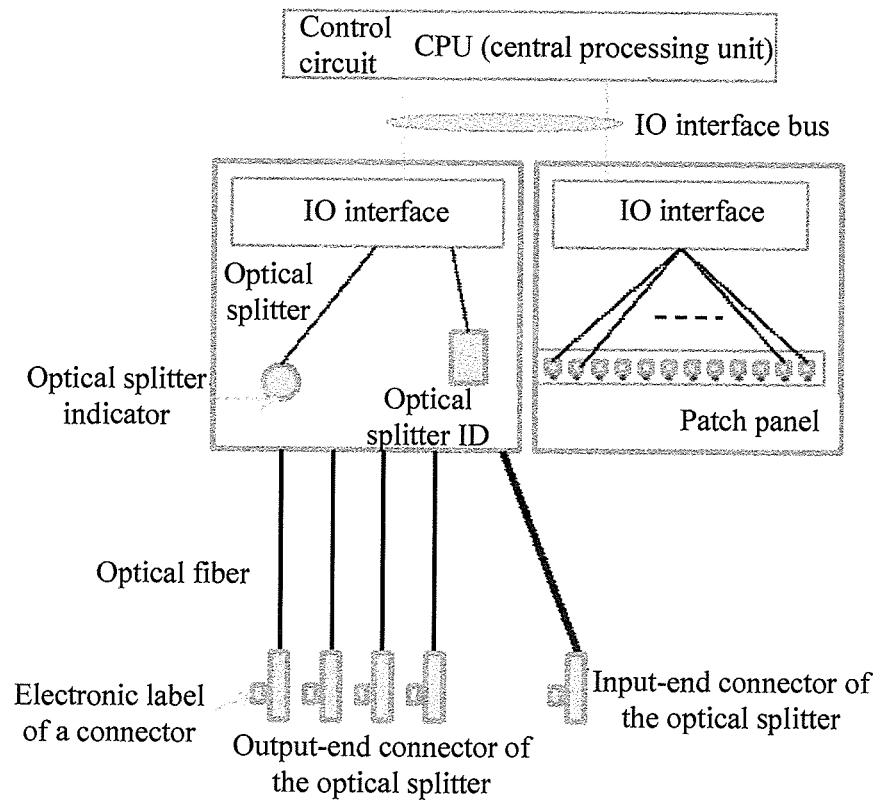 Control
circuit
CPU (central processing unit)
IO interface bus
IO interface
IO interface
Optical
splitter
Optical splitter
indicator
Optical
splitter ID
Patch panel
Optical fiber
Electronic label
of a connector
Input-end connector of
the optical splitter
Output-end connector of
the optical splitter